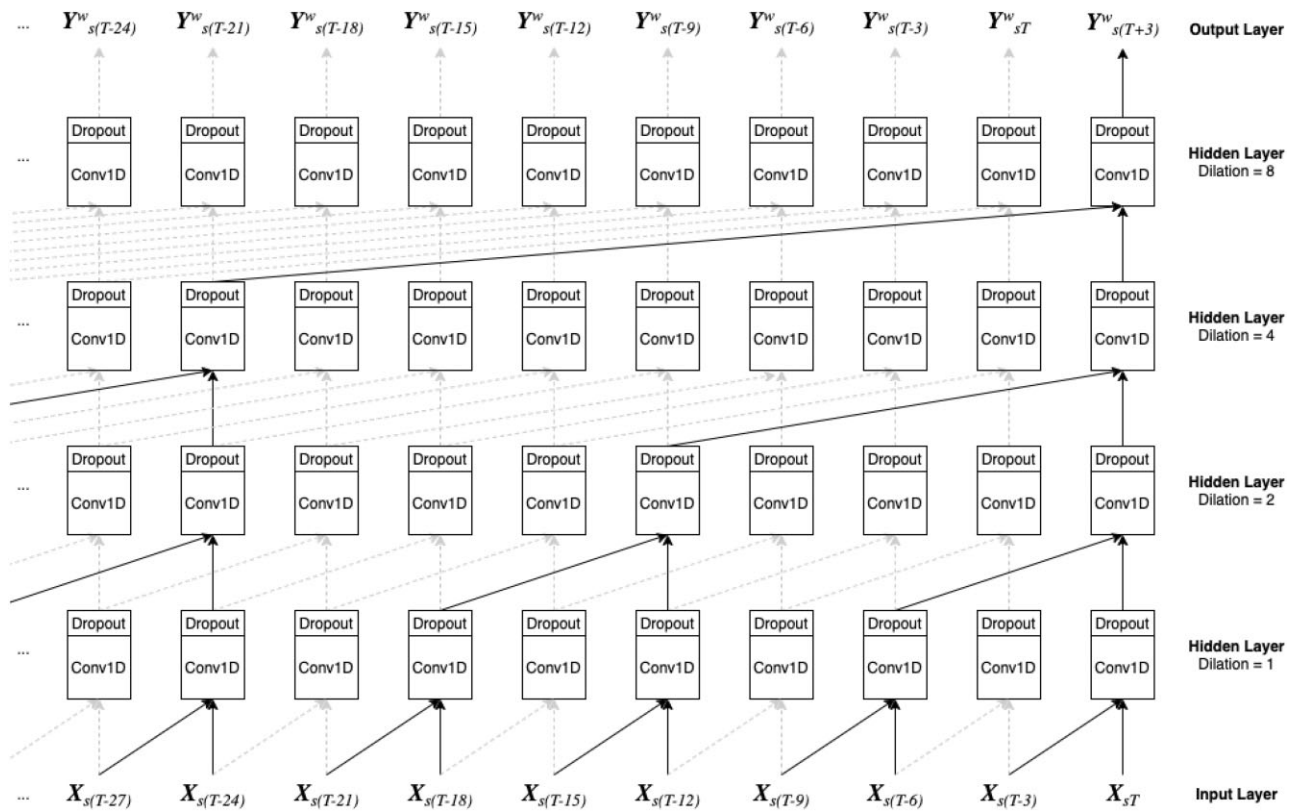 ... Y^w_s(T-24) Y^w_s(T-21) Y^w_s(T-18) Y^w_s(T-15) Y^w_s(T-12) Y^w_s(T-9) Y^w_s(T-6) Y^w_s(T-3) Y^w_sT Y^w_s(T+3) Output Layer
Dropout Dropout Dropout Dropout Dropout Dropout Dropout Dropout Dropout Dropout
... Hidden Layer
Conv1D Conv1D Conv1D Conv1D Conv1D Conv1D Conv1D Conv1D Conv1D Conv1D Dilation = 8
Dropout Dropout Dropout Dropout Dropout Dropout Dropout Dropout Dropout Dropout
... Hidden Layer
Conv1D Conv1D Conv1D Conv1D Conv1D Conv1D Conv1D Conv1D Conv1D Conv1D Dilation = 4
Dropout Dropout Dropout Dropout Dropout Dropout Dropout Dropout Dropout Dropout
... Hidden Layer
Conv1D Conv1D Conv1D Conv1D Conv1D Conv1D Conv1D Conv1D Conv1D Conv1D Dilation = 2
Dropout Dropout Dropout Dropout Dropout Dropout Dropout Dropout Dropout Dropout
... Hidden Layer
Conv1D Conv1D Conv1D Conv1D Conv1D Conv1D Conv1D Conv1D Conv1D Conv1D Dilation = 1
... X_s(T-27) X_s(T-24) X_s(T-21) X_s(T-18) X_s(T-15) X_s(T-12) X_s(T-9) X_s(T-6) X_s(T-3) X_sT Input Layer